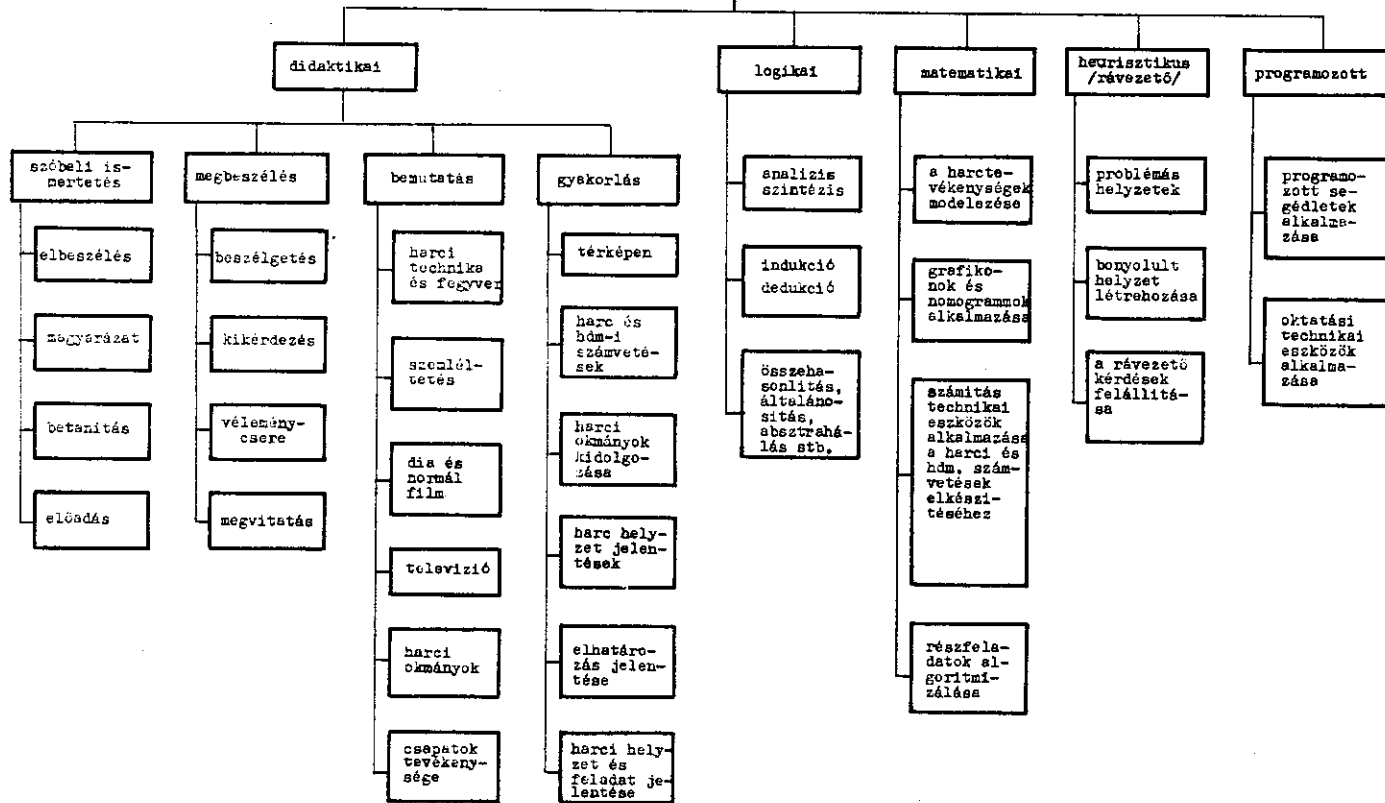 didaktikai
logikai
matematikai
heurisztikus
/rávezető/
programozott
szóbeli is-
mertetés
megbeszélés
bemutatás
gyakorlás
elbeszélés
magyarázat
betanitás
előadás
beszélgetés
kikérdezés
vélemény-
csere
megvitatás
harci
technika
és fegyver
szemlél-
tetés
dia és
normál
film
televizió
harci
okmányok
csapatok
tevékeny-
sége
térképen
harc és
hdm-i
számveté-
sek
harci
okmányok
kidolgo-
zása
harc hely-
zet jelen-
tések
elhatáro-
zás jelen-
tése
harci hely-
zet és
feladat je-
lentése
analizis
szintézis
indukció
dedukció
összeha-
sonlitás,
általáno-
sitás,
absztrahá-
lás stb.
a harcte-
vékenységek
modelezése
grafiko-
nok és
nomogrammok
alkalmazása
számitás
technikai
eszközök
alkalmazása
a harci és
hdm. szám-
vetések
elkészi-
téséhez
részfela-
datok al-
goritmi-
zálása
problémás
helyzetek
bonyolult
helyzet
létrehozása
a rávezető
kérdések
felállitá-
sa
programo-
zott se-
gédletek
alkalma-
zása
oktatási
technikai
eszközök
alkalma-
zása